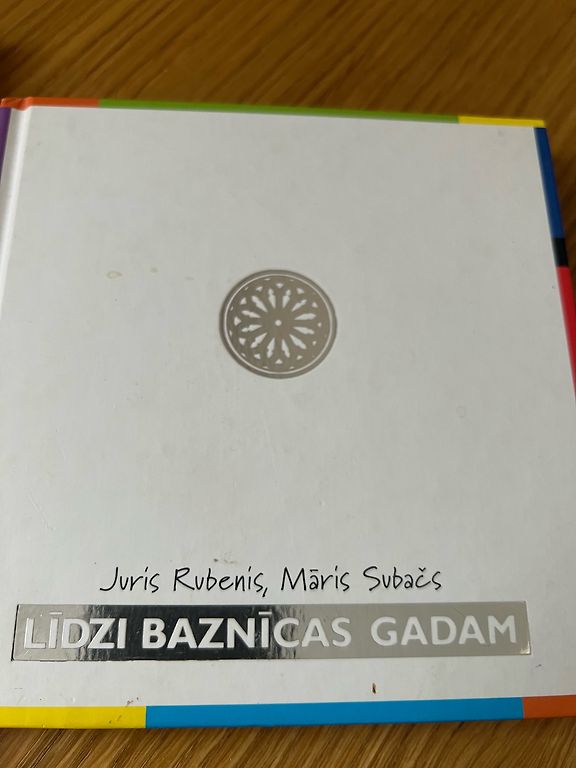 Juris Rubenis, Māris Subačs
LĪDZI BAZNĪCAS GADAM